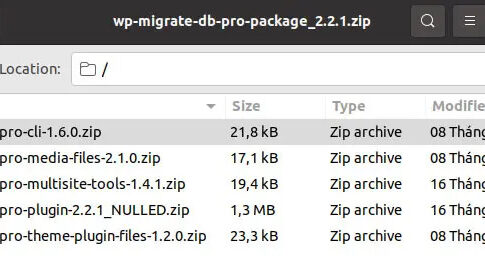 wp-migrate-db-pro-package_2.2.1.zip
Location: /
Size Type Modifie
pro-cli-1.6.0.zip 21,8 kB Zip archive 08 Tháng
pro-media-files-2.1.0.zip 17,1 kB Zip archive 08 Tháng
pro-multisite-tools-1.4.1.zip 19,4 kB Zip archive 16 Tháng
pro-plugin-2.2.1_NULLED.zip 1,3 MB Zip archive 16 Tháng
pro-theme-plugin-files-1.2.0.zip 23,3 kB Zip archive 08 Tháng